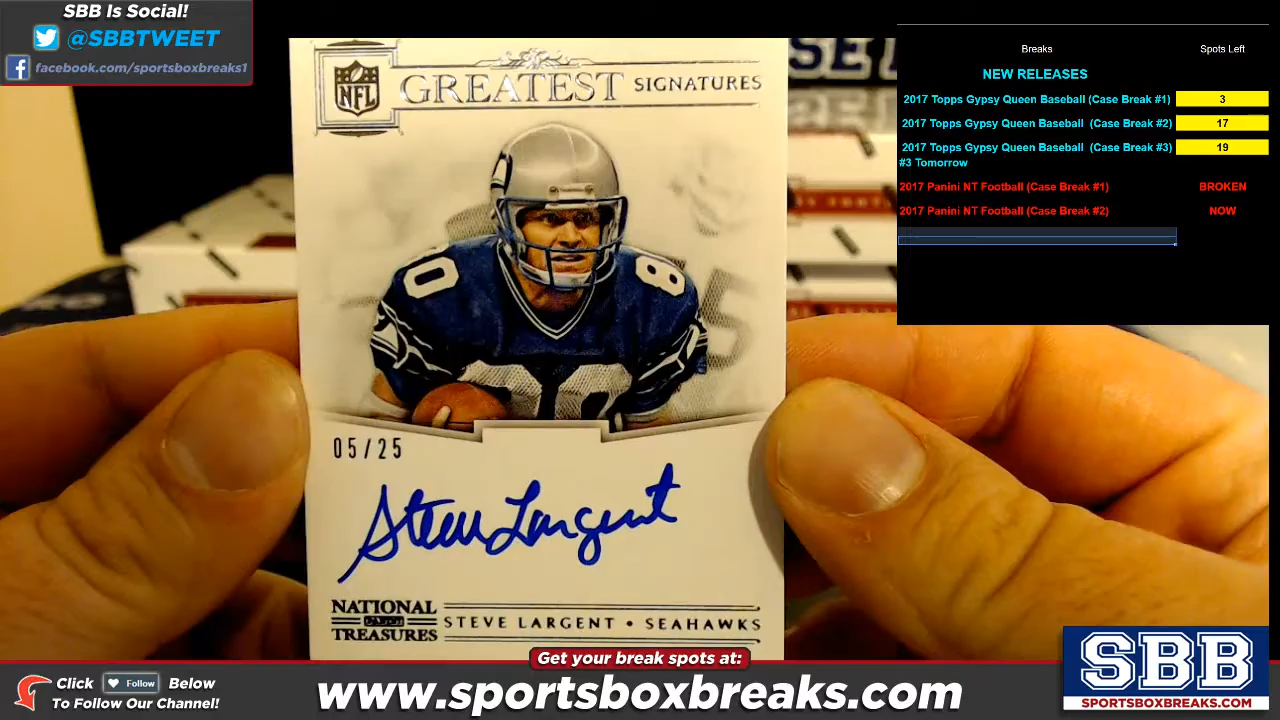 SBB Is Social!
@SBBTWEET
facebook.com/sportsboxbreaks1
NFL
GREATEST SIGNATURES
80
8
80
05/25
Steve Largent
NATIONAL
PANINI
TREASURES
STEVE LARGENT • SEAHAWKS
Breaks Spots Left
NEW RELEASES
2017 Topps Gypsy Queen Baseball (Case Break #1) 3
2017 Topps Gypsy Queen Baseball (Case Break #2) 17
2017 Topps Gypsy Queen Baseball (Case Break #3) 19
#3 Tomorrow
2017 Panini NT Football (Case Break #1) BROKEN
2017 Panini NT Football (Case Break #2) NOW
Get your break spots at:
Click Follow Below
To Follow Our Channel!
www.sportsboxbreaks.com
SBB
SPORTSBOXBREAKS.COM